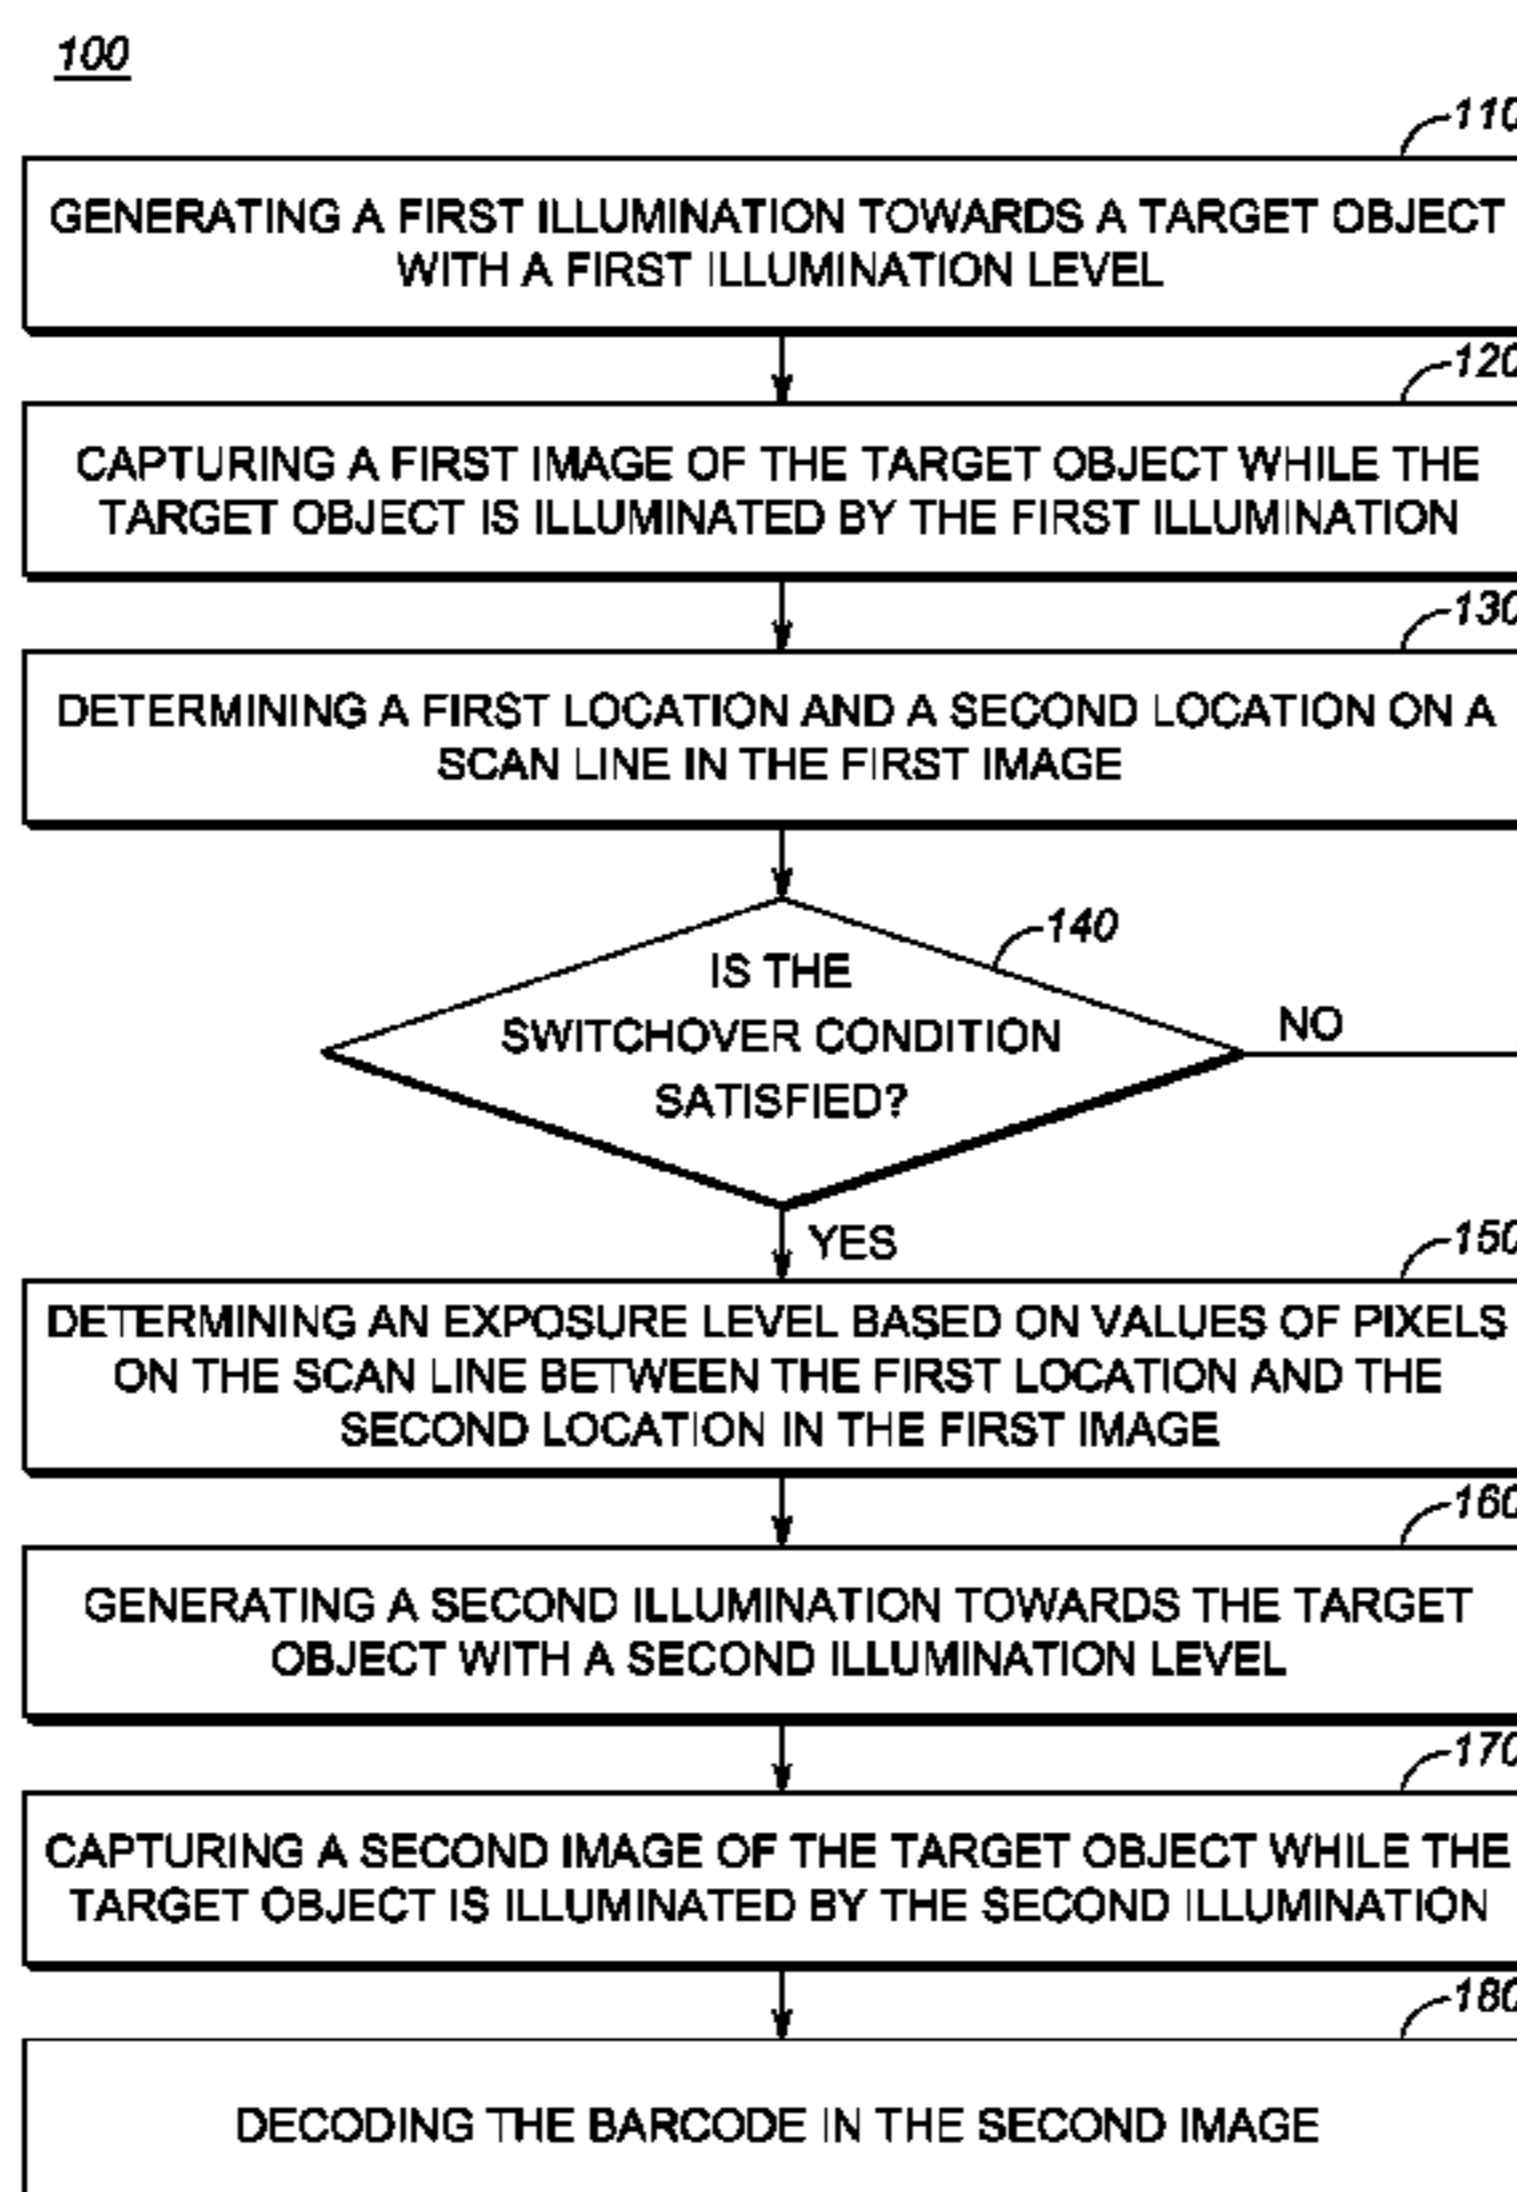 100
110
GENERATING A FIRST ILLUMINATION TOWARDS A TARGET OBJECT
WITH A FIRST ILLUMINATION LEVEL
120
CAPTURING A FIRST IMAGE OF THE TARGET OBJECT WHILE THE
TARGET OBJECT IS ILLUMINATED BY THE FIRST ILLUMINATION
130
DETERMINING A FIRST LOCATION AND A SECOND LOCATION ON A
SCAN LINE IN THE FIRST IMAGE
140
IS THE
SWITCHOVER CONDITION
SATISFIED?
NO
YES
150
DETERMINING AN EXPOSURE LEVEL BASED ON VALUES OF PIXELS
ON THE SCAN LINE BETWEEN THE FIRST LOCATION AND THE
SECOND LOCATION IN THE FIRST IMAGE
160
GENERATING A SECOND ILLUMINATION TOWARDS THE TARGET
OBJECT WITH A SECOND ILLUMINATION LEVEL
170
CAPTURING A SECOND IMAGE OF THE TARGET OBJECT WHILE THE
TARGET OBJECT IS ILLUMINATED BY THE SECOND ILLUMINATION
180
DECODING THE BARCODE IN THE SECOND IMAGE